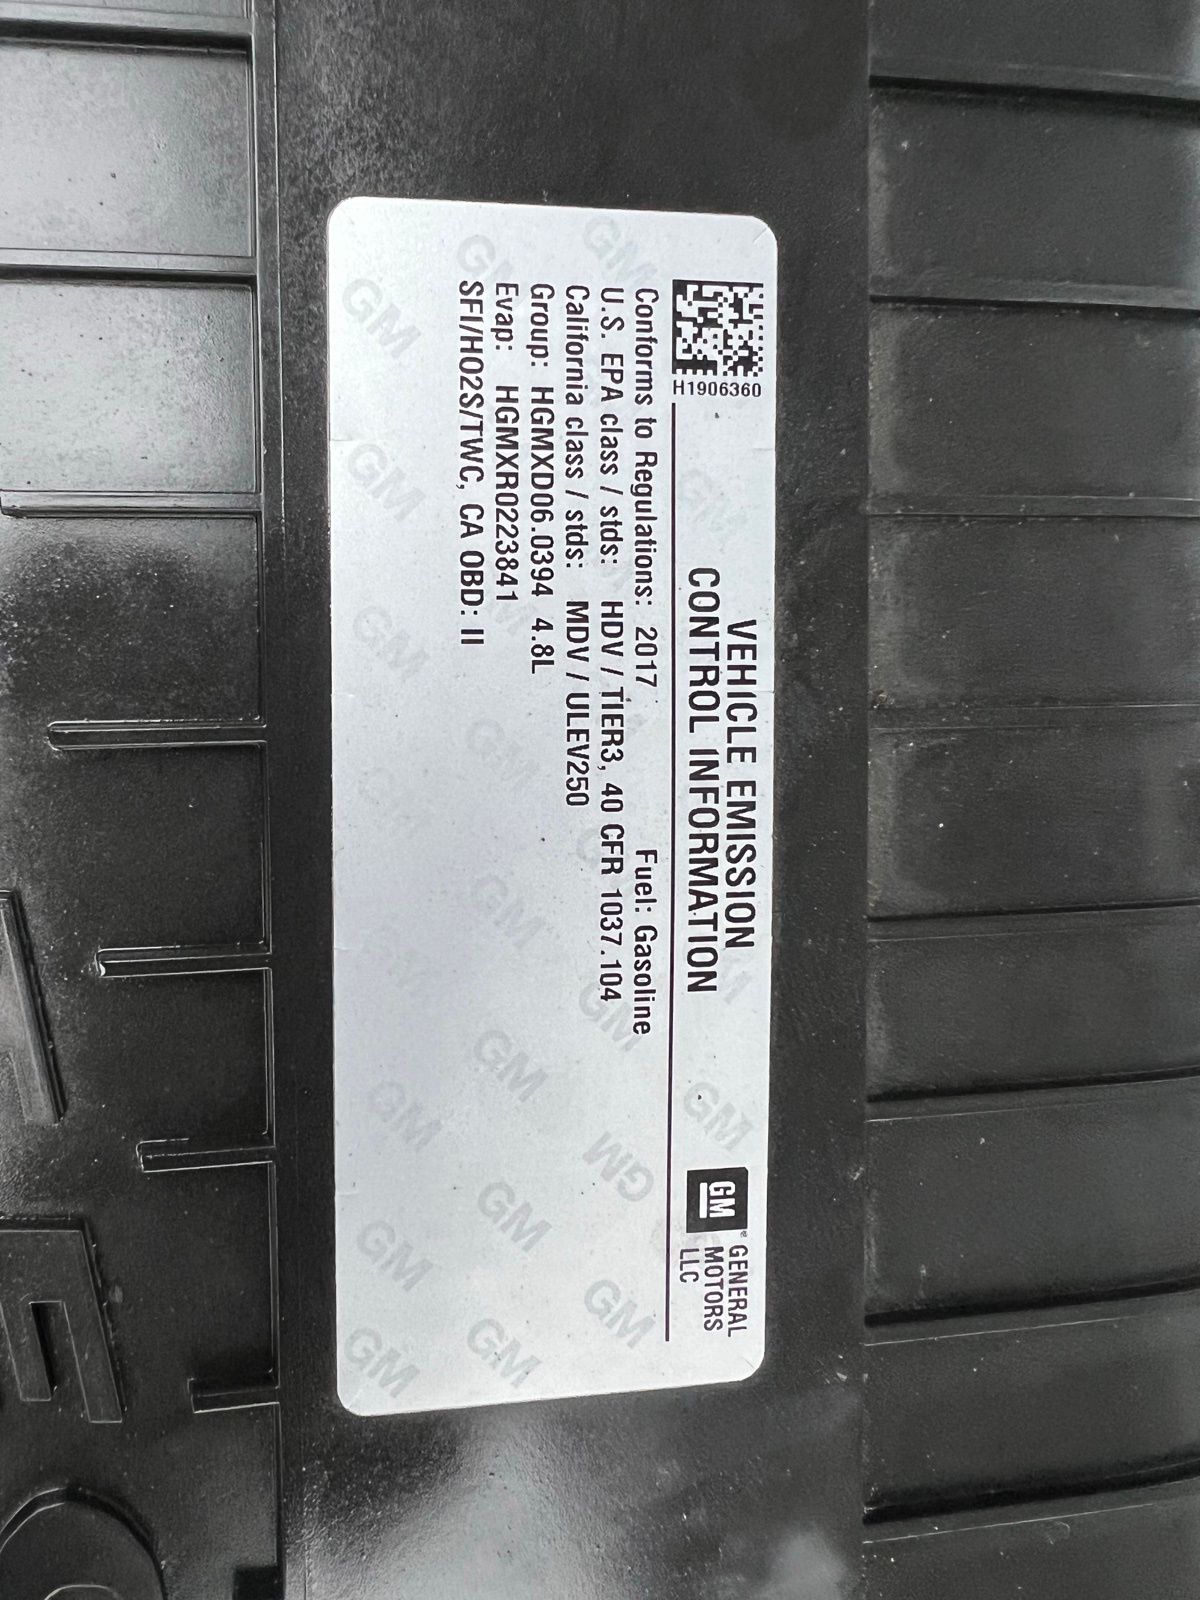 H1906360
VEHICLE EMISSION
CONTROL INFORMATION
GM
GENERAL
MOTORS
LLC
Conforms to Regulations: 2017 Fuel: Gasoline
U.S. EPA class / stds: HDV / TIER3, 40 CFR 1037.104
California class / stds: MDV / ULEV250
Group: HGMXD06.0394 4.8L
Evap: HGMXR0223841
SFI/HO2S/TWC, CA OBD: II